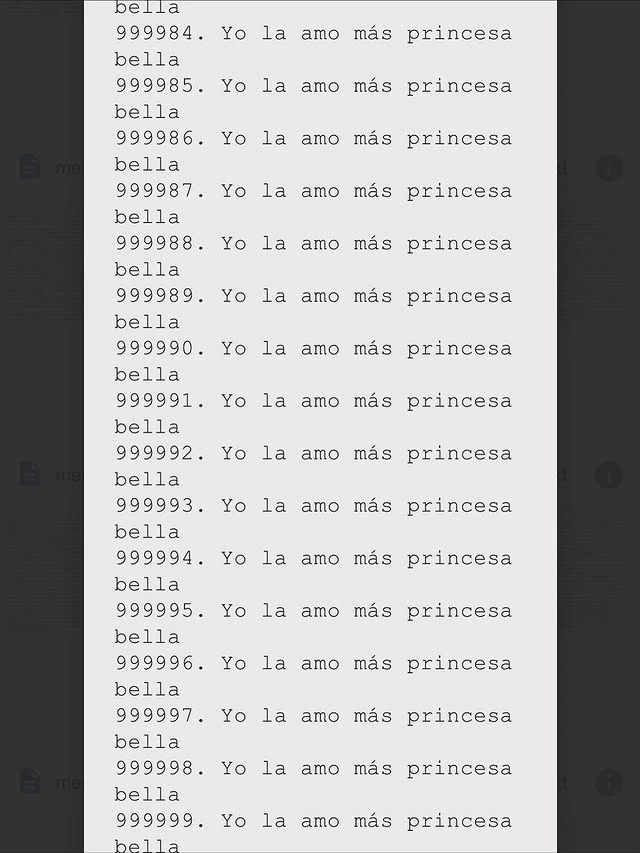 bella
999984. Yo la amo más princesa
bella
999985. Yo la amo más princesa
bella
999986. Yo la amo más princesa
bella
999987. Yo la amo más princesa
bella
999988. Yo la amo más princesa
bella
999989. Yo la amo más princesa
bella
999990. Yo la amo más princesa
bella
999991. Yo la amo más princesa
bella
999992. Yo la amo más princesa
bella
999993. Yo la amo más princesa
bella
999994. Yo la amo más princesa
bella
999995. Yo la amo más princesa
bella
999996. Yo la amo más princesa
bella
999997. Yo la amo más princesa
bella
999998. Yo la amo más princesa
bella
999999. Yo la amo más princesa
bella